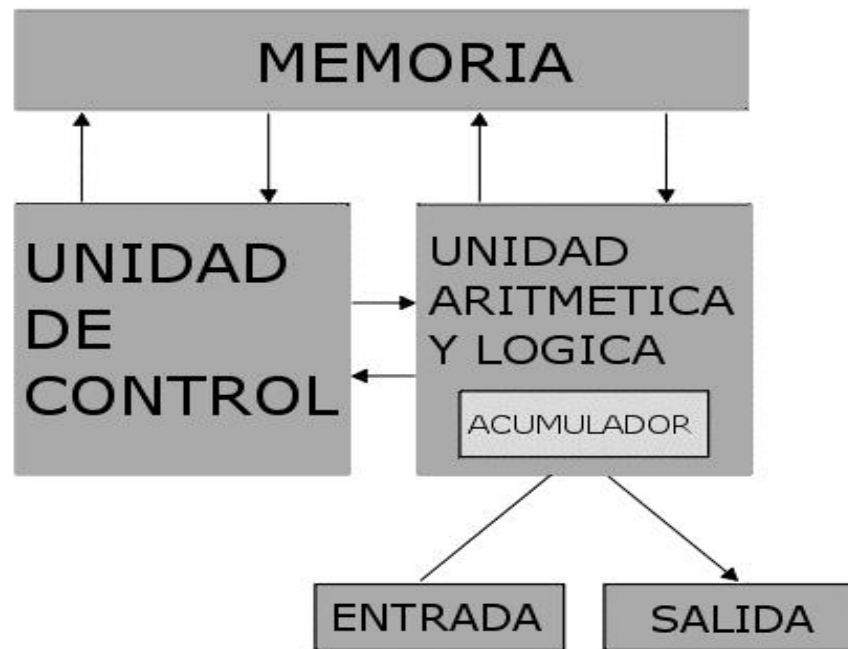 MEMORIA
UNIDAD
DE
CONTROL
UNIDAD
ARITMETICA
Y LOGICA
ACUMULADOR
ENTRADA
SALIDA